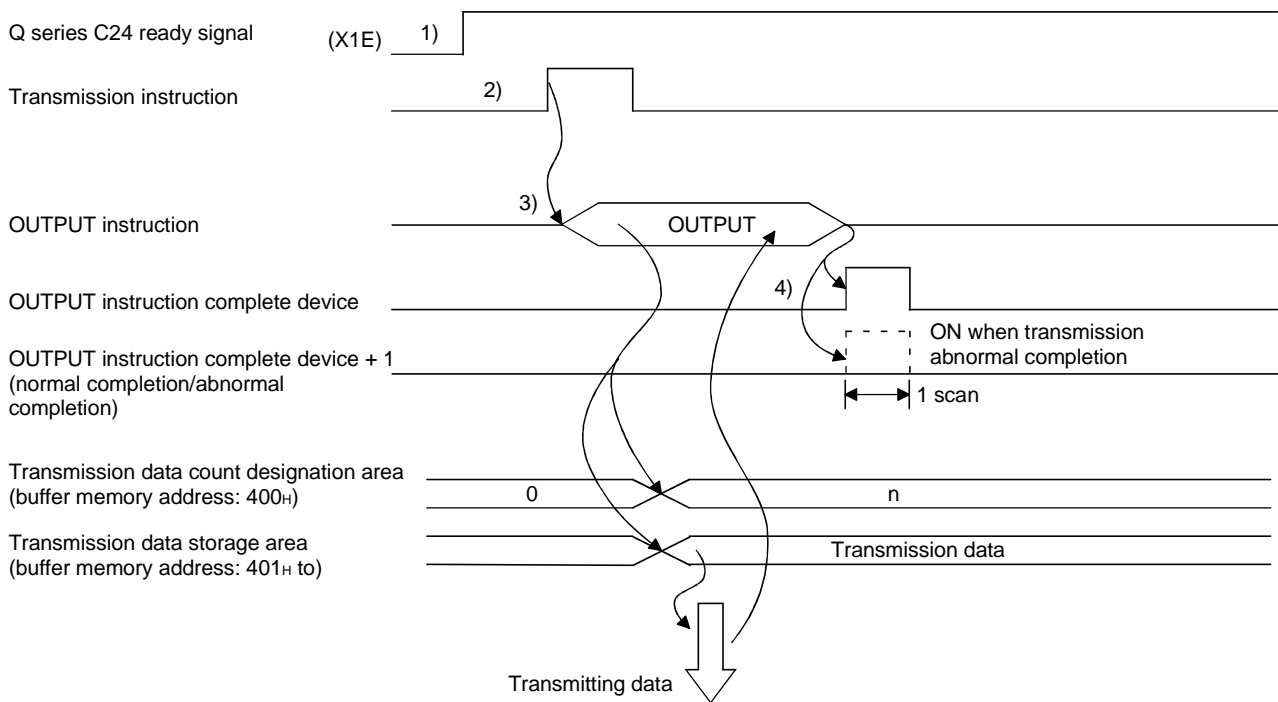 Q series C24 ready signal (X1E) 1)
Transmission instruction 2)
OUTPUT instruction 3) OUTPUT
OUTPUT instruction complete device 4)
ON when transmission
abnormal completion
OUTPUT instruction complete device + 1
(normal completion/abnormal
completion)
1 scan
Transmission data count designation area
(buffer memory address: 400H)
0 n
Transmission data storage area
(buffer memory address: 401H to)
Transmission data
Transmitting data